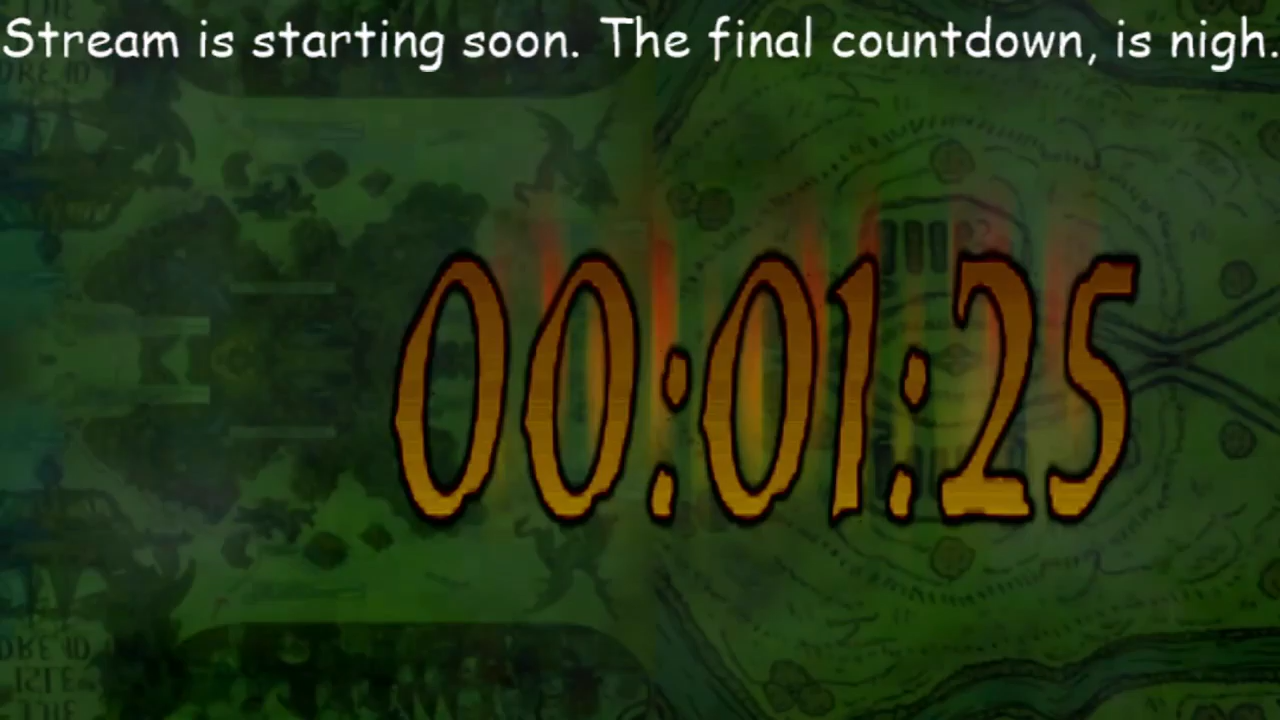 Stream is starting soon. The final countdown, is nigh.
00:01:25